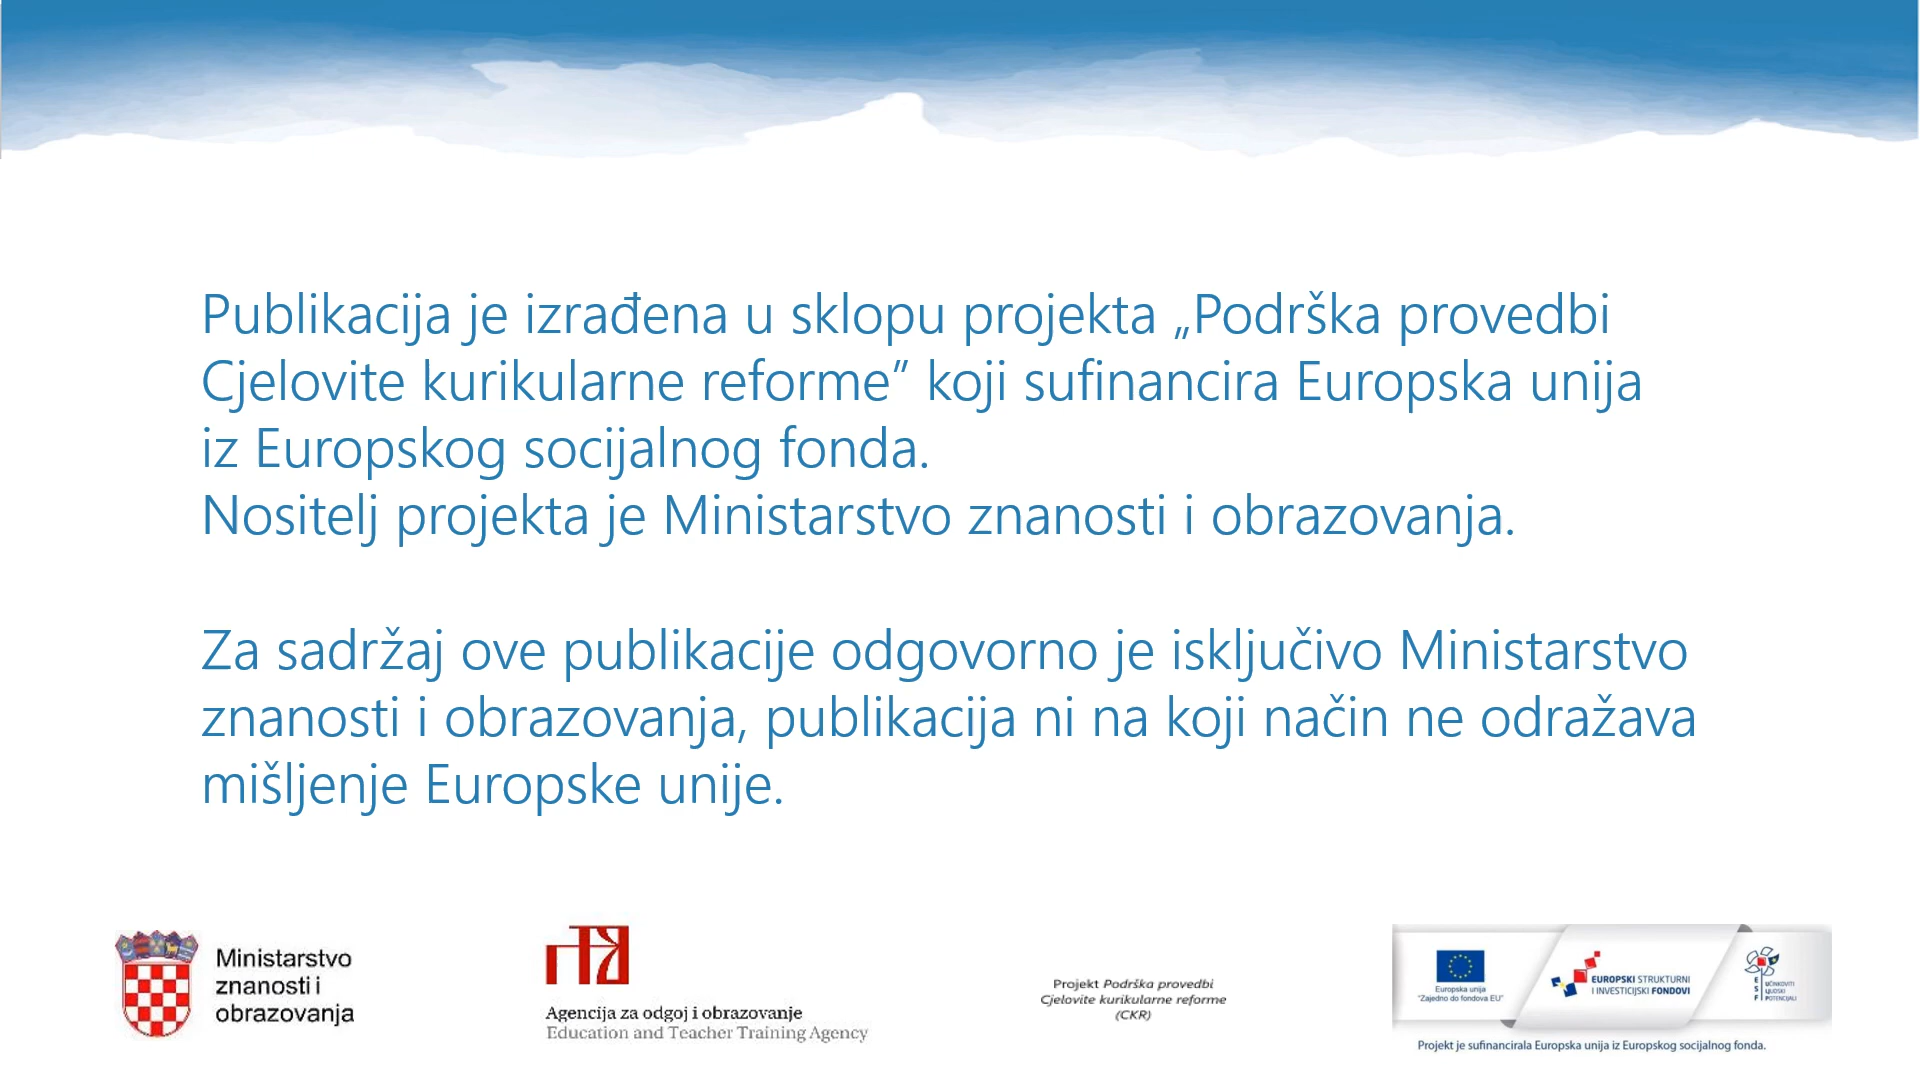 Publikacija je izrađena u sklopu projekta „Podrška provedbi
Cjelovite kurikularne reforme” koji sufinancira Europska unija
iz Europskog socijalnog fonda.
Nositelj projekta je Ministarstvo znanosti i obrazovanja.
Za sadržaj ove publikacije odgovorno je isključivo Ministarstvo
znanosti i obrazovanja, publikacija ni na koji način ne odražava
mišljenje Europske unije.
Ministarstvo
znanosti i
obrazovanja
Agencija za odgoj i obrazovanje
Education and Teacher Training Agency
Projekt Podrška provedbi
Cjelovite kurikularne reforme
(CKR)
Europska unija
"Zajedno do fondova EU"
EUROPSKI STRUKTURNI
I INVESTICIJSKI FONDOVI
ESF
UČINKOVITI
LJUDSKI
POTENCIJALI
Projekt je sufinancirala Europska unija iz Europskog socijalnog fonda.